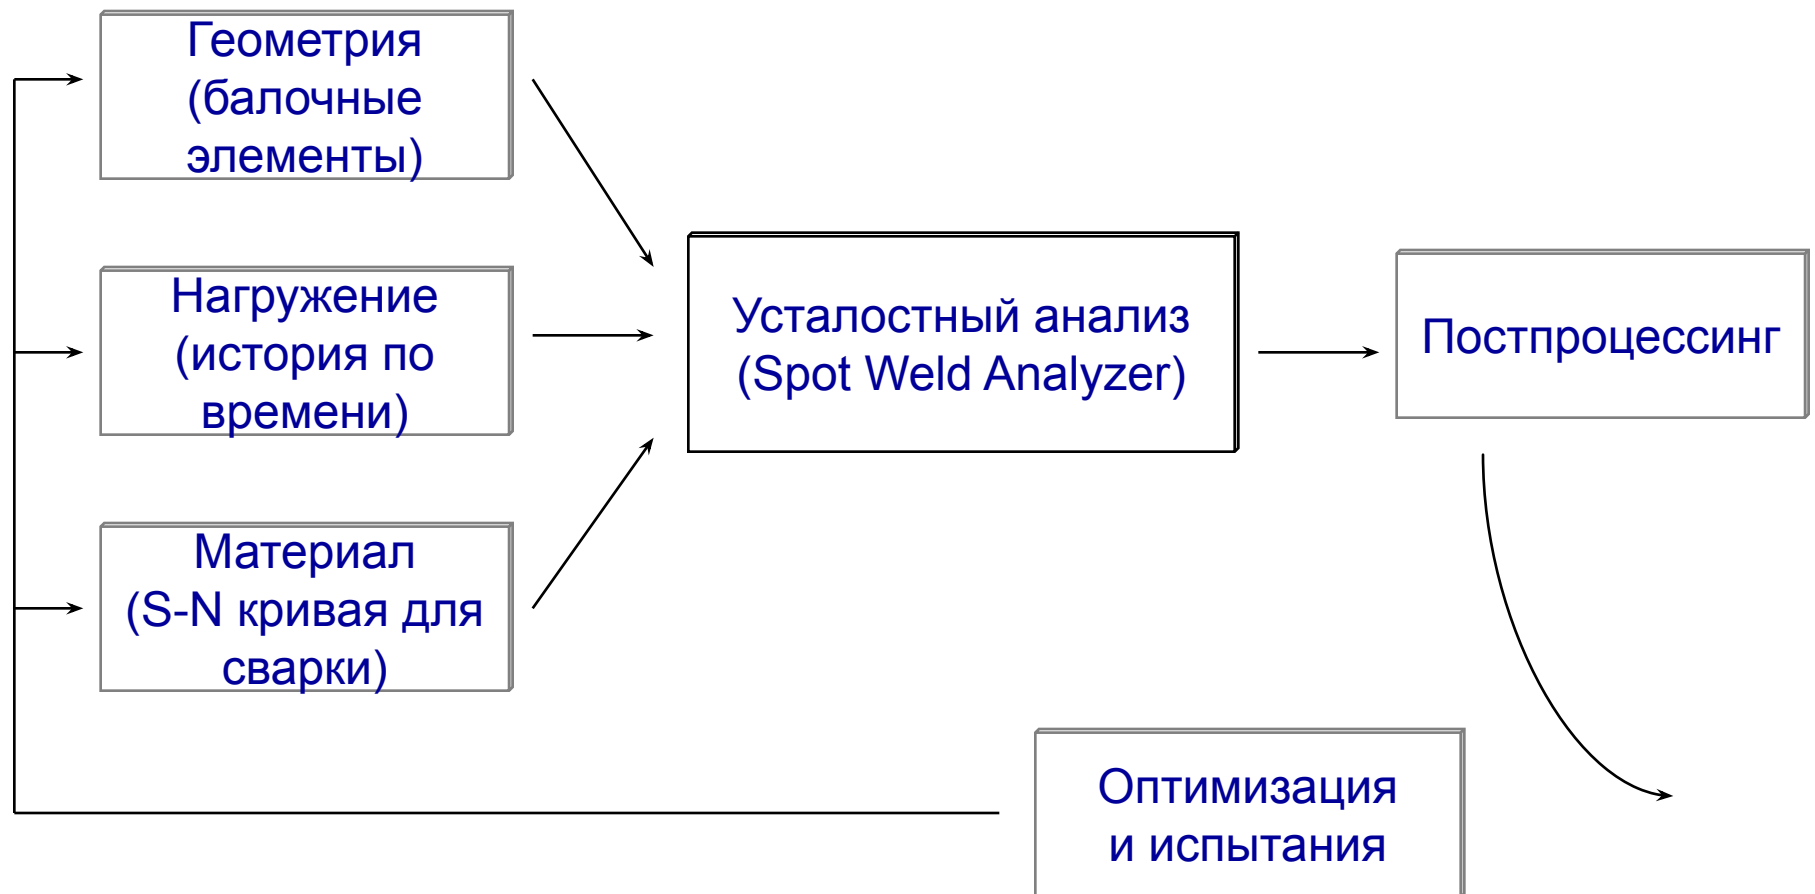 Геометрия
(балочные
элементы)
Нагружение
(история по
времени)
Материал
(S-N кривая для
сварки)
Усталостный анализ
(Spot Weld Analyzer)
Постпроцессинг
Оптимизация
и испытания